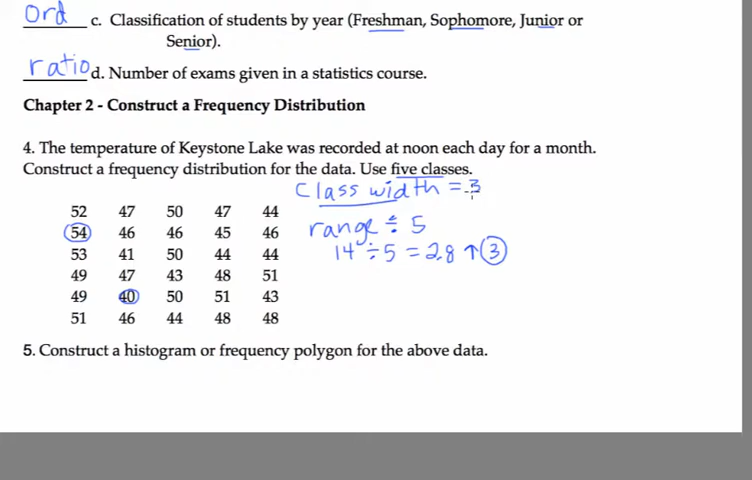 Ord c. Classification of students by year (Freshman, Sophomore, Junior or
Senior).
ratio d. Number of exams given in a statistics course.
Chapter 2 - Construct a Frequency Distribution
4. The temperature of Keystone Lake was recorded at noon each day for a month.
Construct a frequency distribution for the data. Use five classes.
Class width = 3
52 47 50 47 44
range ÷ 5
54 46 46 45 46
14 ÷ 5 = 2.8 ↑ 3
53 41 50 44 44
49 47 43 48 51
49 40 50 51 43
51 46 44 48 48
5. Construct a histogram or frequency polygon for the above data.